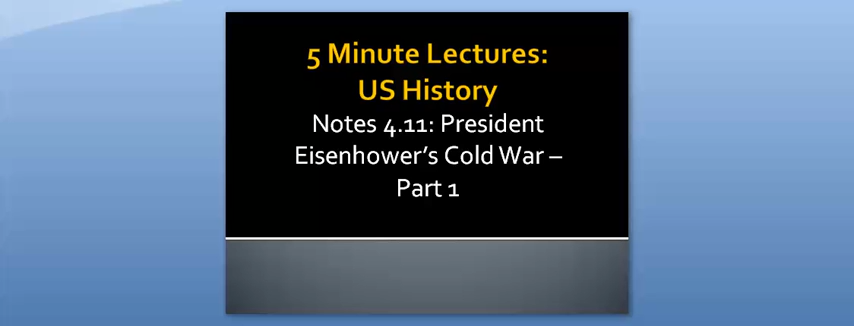 5 Minute Lectures:
US History
Notes 4.11: President
Eisenhower's Cold War –
Part 1